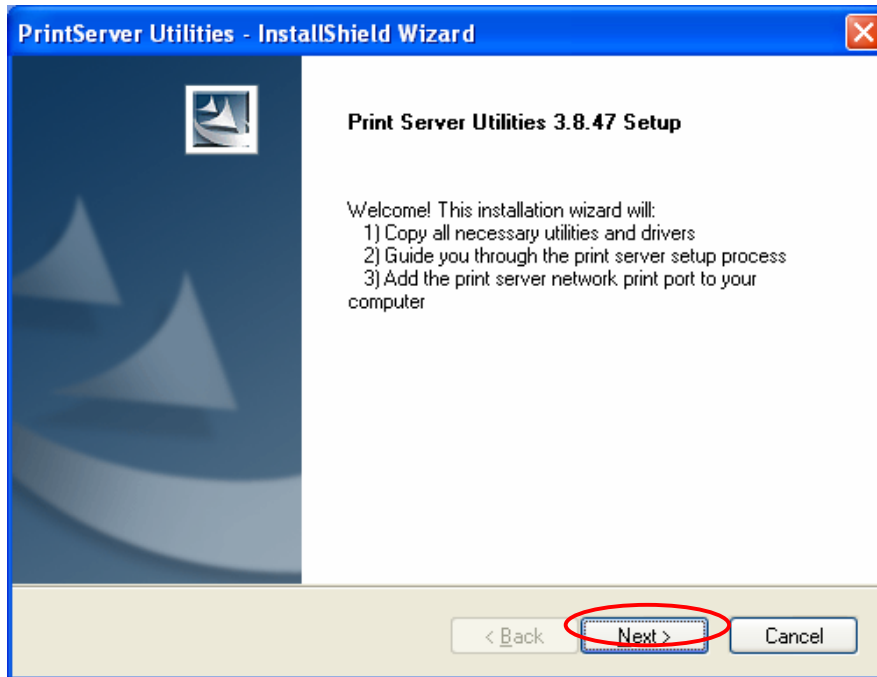 PrintServer Utilities - InstallShield Wizard
Print Server Utilities 3.8.47 Setup
Welcome! This installation wizard will:
1) Copy all necessary utilities and drivers
2) Guide you through the print server setup process
3) Add the print server network print port to your
computer
< Back
Next >
Cancel